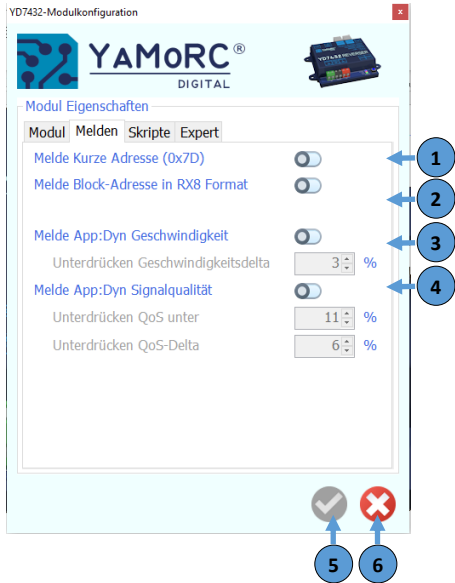 YD7432-Modulkonfiguration
x
YAMORC®
DIGITAL
YD7432 REVERSER
Modul Eigenschaften
Modul Melden Skripte Expert
Melde Kurze Adresse (0x7D)
1
Melde Block-Adresse in RX8 Format
2
Melde App:Dyn Geschwindigkeit
3
Unterdrücken Geschwindigkeitsdelta 3 %
Melde App:Dyn Signalqualität
4
Unterdrücken QoS unter 11 %
Unterdrücken QoS-Delta 6 %
5 6